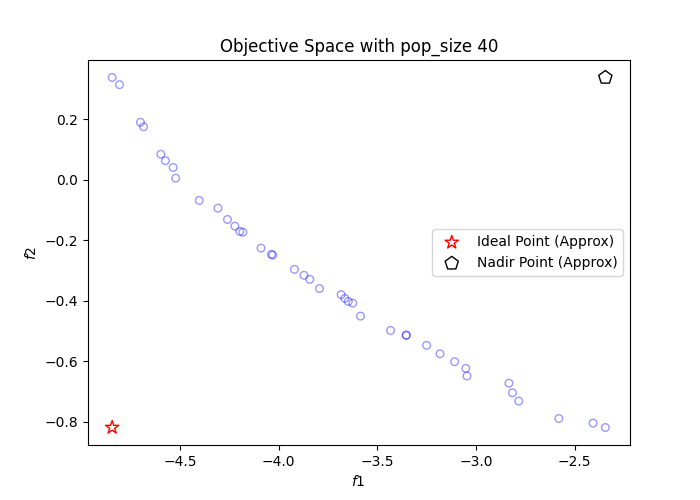 Objective Space with pop_size 40
f2
0.2
0.0
−0.2
−0.4
−0.6
−0.8
Ideal Point (Approx)
Nadir Point (Approx)
−4.5 −4.0 −3.5 −3.0 −2.5
f1